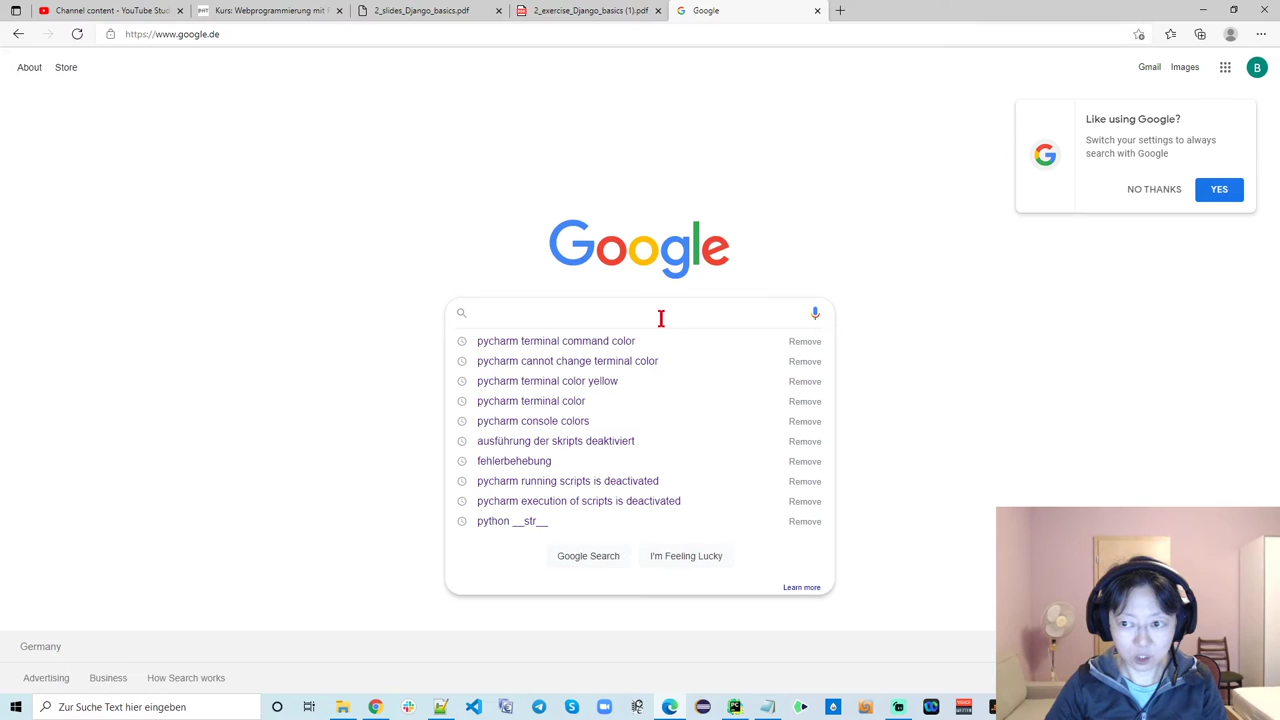 Channel content - YouTube Stud
PHT Kurs: Webprogrammierung mit F
2_slides_Django_basics.pdf
2_exercise_Django_basics (1).pdf
Google
https://www.google.de
About Store
Gmail Images
B
Like using Google?
Switch your settings to always
search with Google
NO THANKS YES
Google
pycharm terminal command color Remove
pycharm cannot change terminal color Remove
pycharm terminal color yellow Remove
pycharm terminal color Remove
pycharm console colors Remove
ausführung der skripts deaktiviert Remove
fehlerbehebung Remove
pycharm running scripts is deactivated Remove
pycharm execution of scripts is deactivated Remove
python __str__ Remove
Google Search I'm Feeling Lucky
Learn more
Germany
Advertising Business How Search works
Zur Suche Text hier eingeben